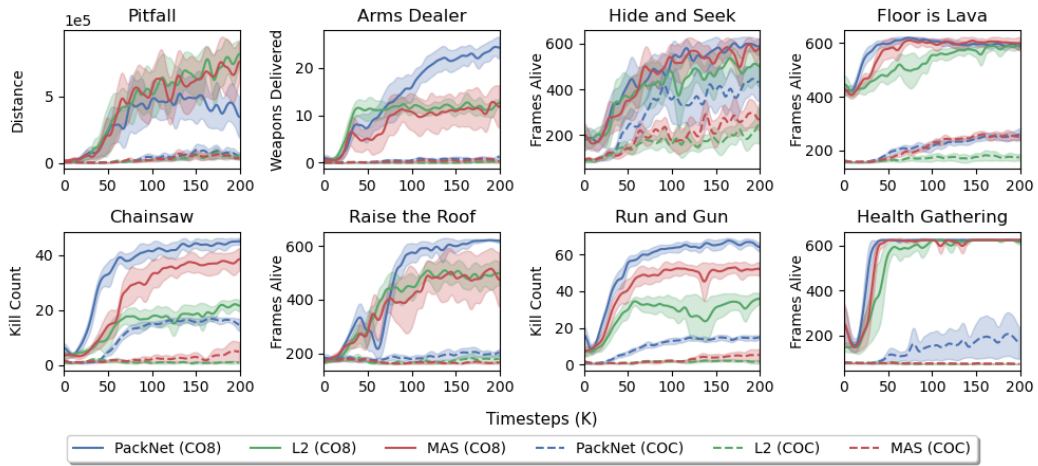 Pitfall
Arms Dealer
Hide and Seek
Floor is Lava
1e5
Distance
5
0
0 50 100 150 200
Weapons Delivered
20
10
0
0 50 100 150 200
Frames Alive
600
400
200
0 50 100 150 200
Frames Alive
600
400
200
0 50 100 150 200
Chainsaw
Raise the Roof
Run and Gun
Health Gathering
Kill Count
40
20
0
0 50 100 150 200
Frames Alive
600
400
200
0 50 100 150 200
Kill Count
60
40
20
0
0 50 100 150 200
Frames Alive
600
400
200
0 50 100 150 200
Timesteps (K)
PackNet (CO8) L2 (CO8) MAS (CO8) PackNet (COC) L2 (COC) MAS (COC)